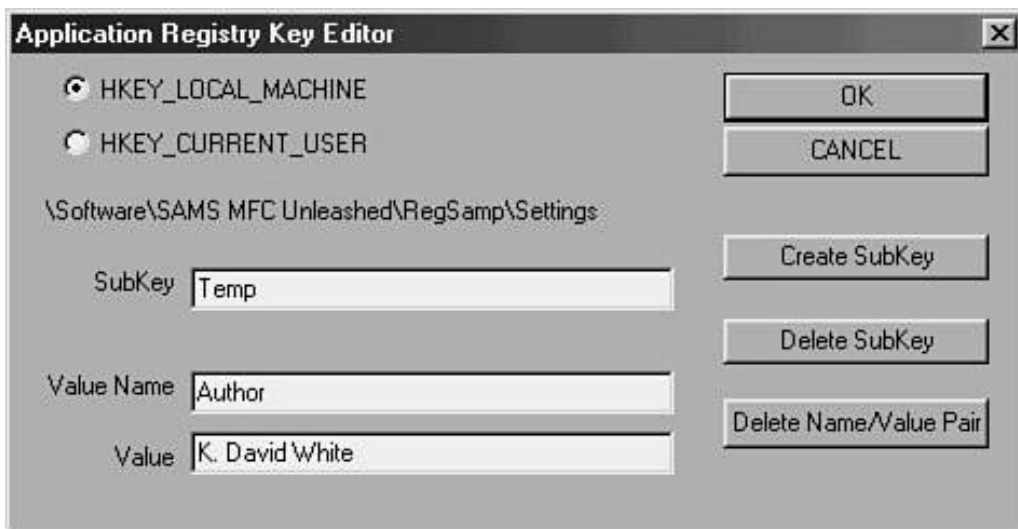 Application Registry Key Editor
HKEY_LOCAL_MACHINE
HKEY_CURRENT_USER
OK
CANCEL
\Software\SAMS MFC Unleashed\RegSamp\Settings
SubKey Temp
Create SubKey
Delete SubKey
Value Name Author
Delete Name/Value Pair
Value K. David White